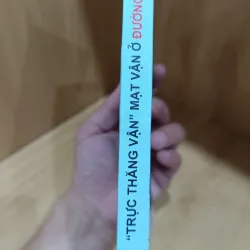 "TRỰC THĂNG VẬN" MẠT VẬN Ở ĐƯỜNG